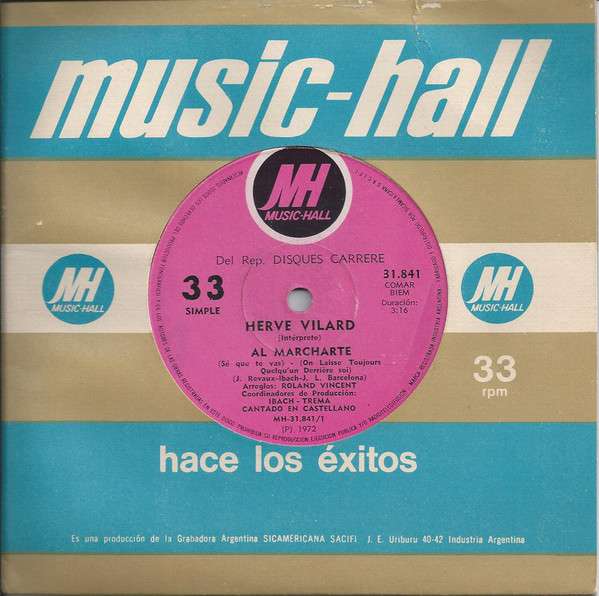 music-hall
MH
MUSIC-HALL
Del Rep. DISQUES CARRERE
33
SIMPLE
31.841
COMAR
BIEM
Duración:
3:16
HERVE VILARD
(Intérprete)
AL MARCHARTE
(Sé que te vas) - (On Laisse Toujours
Quelqu'un Derrière soi)
(J. Revaux-Ibach-J. L. Barcelona)
Arreglos: ROLAND VINCENT
Coordinadores de Producción:
IBACH - TREMA
CANTADO EN CASTELLANO
MH-31.841/1
(P) 1972
MH
MUSIC-HALL
MH
MUSIC-HALL
33
rpm
hace los éxitos
Es una producción de la Grabadora Argentina SICAMERICANA SACIFI J. E. Uriburu 40-42 Industria Argentina